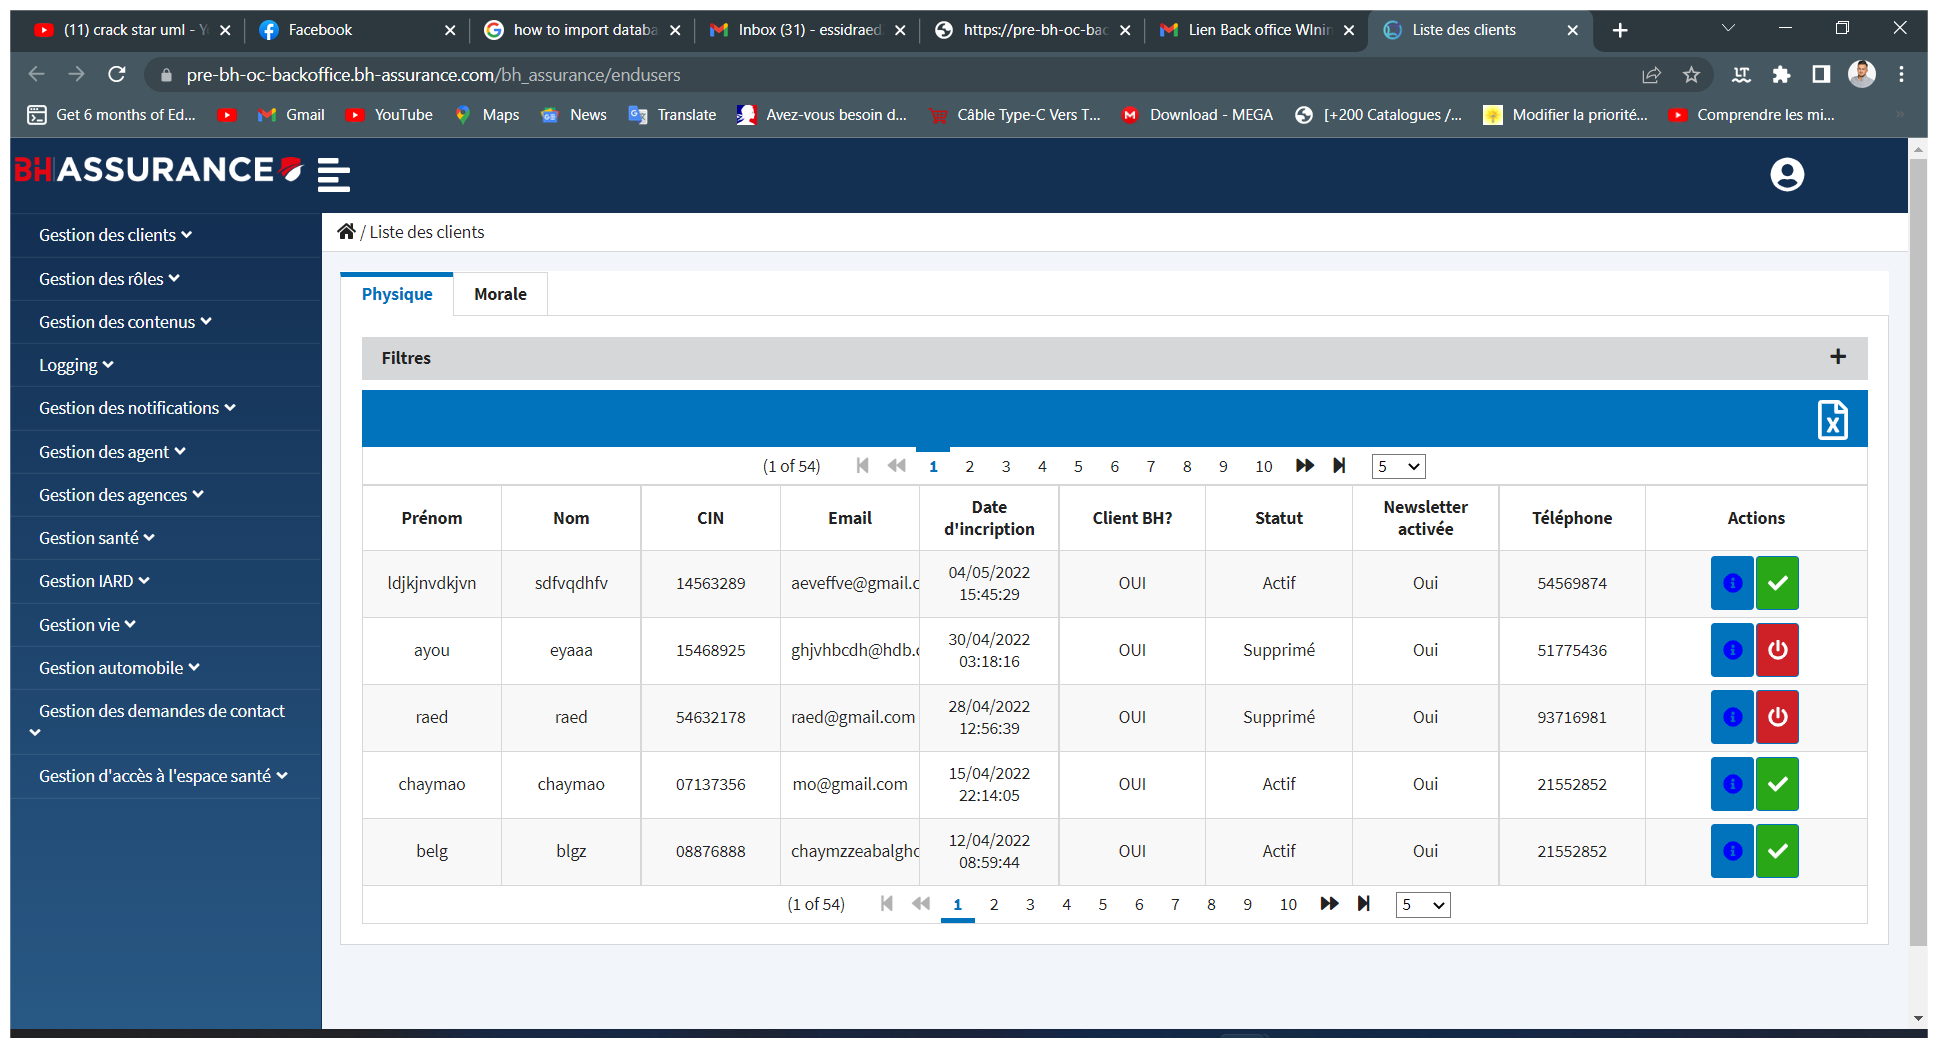 (11) crack star uml - Y
Facebook
how to import databa
Inbox (31) - essidraed
https://pre-bh-oc-bac
Lien Back office WInin
Liste des clients
pre-bh-oc-backoffice.bh-assurance.com/bh_assurance/endusers
Get 6 months of Ed...
Gmail
YouTube
Maps
News
Translate
Avez-vous besoin d...
Câble Type-C Vers T...
Download - MEGA
[+200 Catalogues /...
Modifier la priorité...
Comprendre les mi...
BH ASSURANCE
Gestion des clients
Gestion des rôles
Gestion des contenus
Logging
Gestion des notifications
Gestion des agent
Gestion des agences
Gestion santé
Gestion IARD
Gestion vie
Gestion automobile
Gestion des demandes de contact
Gestion d'accès à l'espace santé
/ Liste des clients
Physique Morale
Filtres +
(1 of 54) 1 2 3 4 5 6 7 8 9 10 5
Prénom Nom CIN Email Date d'incription Client BH? Statut Newsletter activée Téléphone Actions
ldjkjnvdkjvn sdfvqdhfv 14563289 aeveffve@gmail.c 04/05/2022 15:45:29 OUI Actif Oui 54569874
ayou eyaaa 15468925 ghjvhbcdh@hdb.c 30/04/2022 03:18:16 OUI Supprimé Oui 51775436
raed raed 54632178 raed@gmail.com 28/04/2022 12:56:39 OUI Supprimé Oui 93716981
chaymao chaymao 07137356 mo@gmail.com 15/04/2022 22:14:05 OUI Actif Oui 21552852
belg blgz 08876888 chaymzzeabalgho 12/04/2022 08:59:44 OUI Actif Oui 21552852
(1 of 54) 1 2 3 4 5 6 7 8 9 10 5